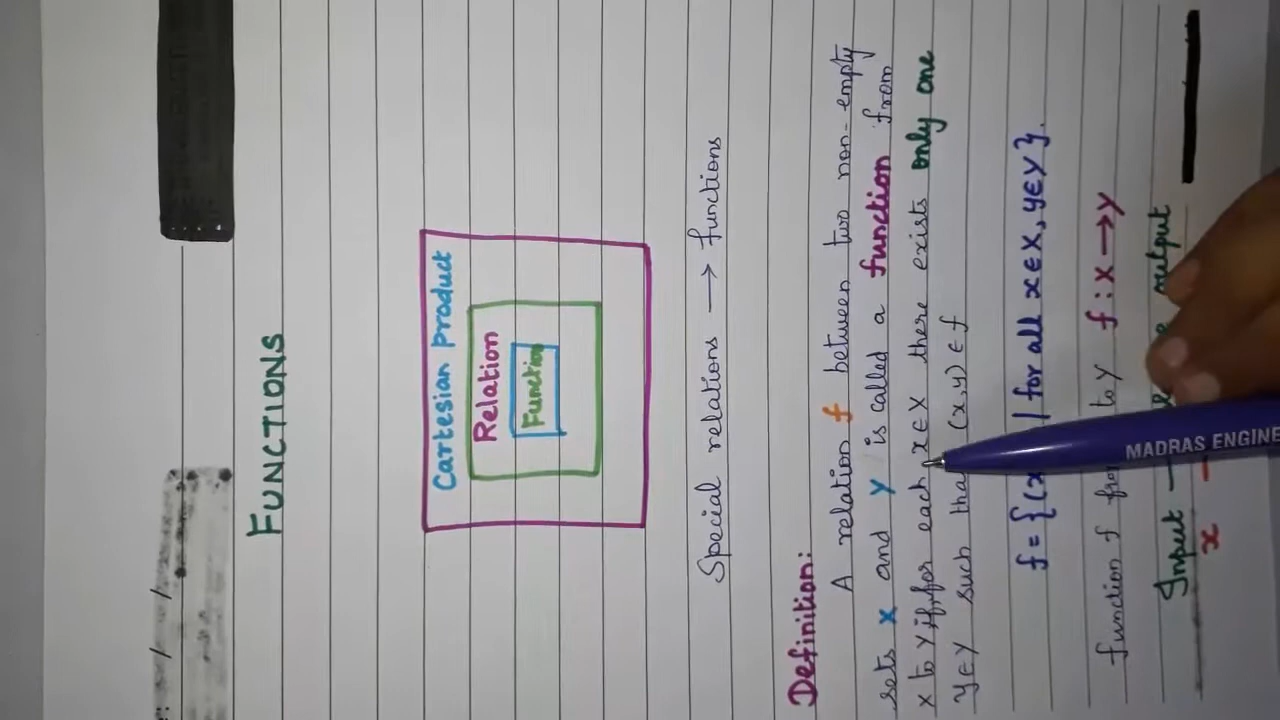 FUNCTIONS
Cartesian product
Relation
Function
Special relations → functions
Definition:
A relation f between two non-empty
sets X and Y is called a function from
X to Y if, for each x∈X there exists only one
y∈Y such that (x,y) ∈ f
f = {(x | for all x∈X, y∈Y}.
function f from to Y f : X → Y
Input output
x
MADRAS ENGINE